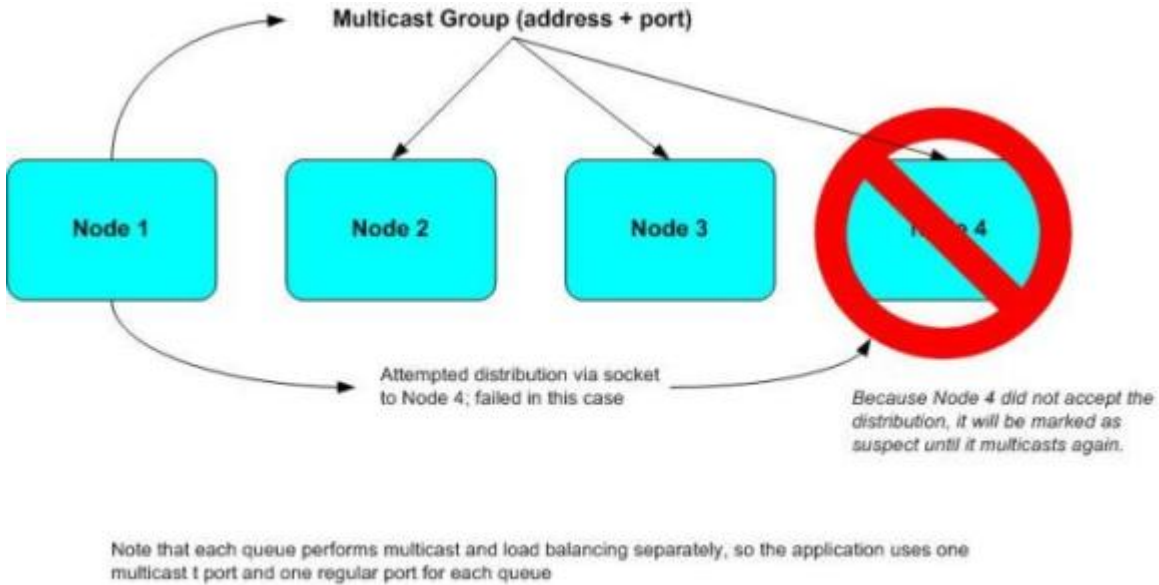 Multicast Group (address + port)
Node 1
Node 2
Node 3
4
Attempted distribution via socket
to Node 4; failed in this case
Because Node 4 did not accept the
distribution, it will be marked as
suspect until it multicasts again.
Note that each queue performs multicast and load balancing separately, so the application uses one
multicast t port and one regular port for each queue